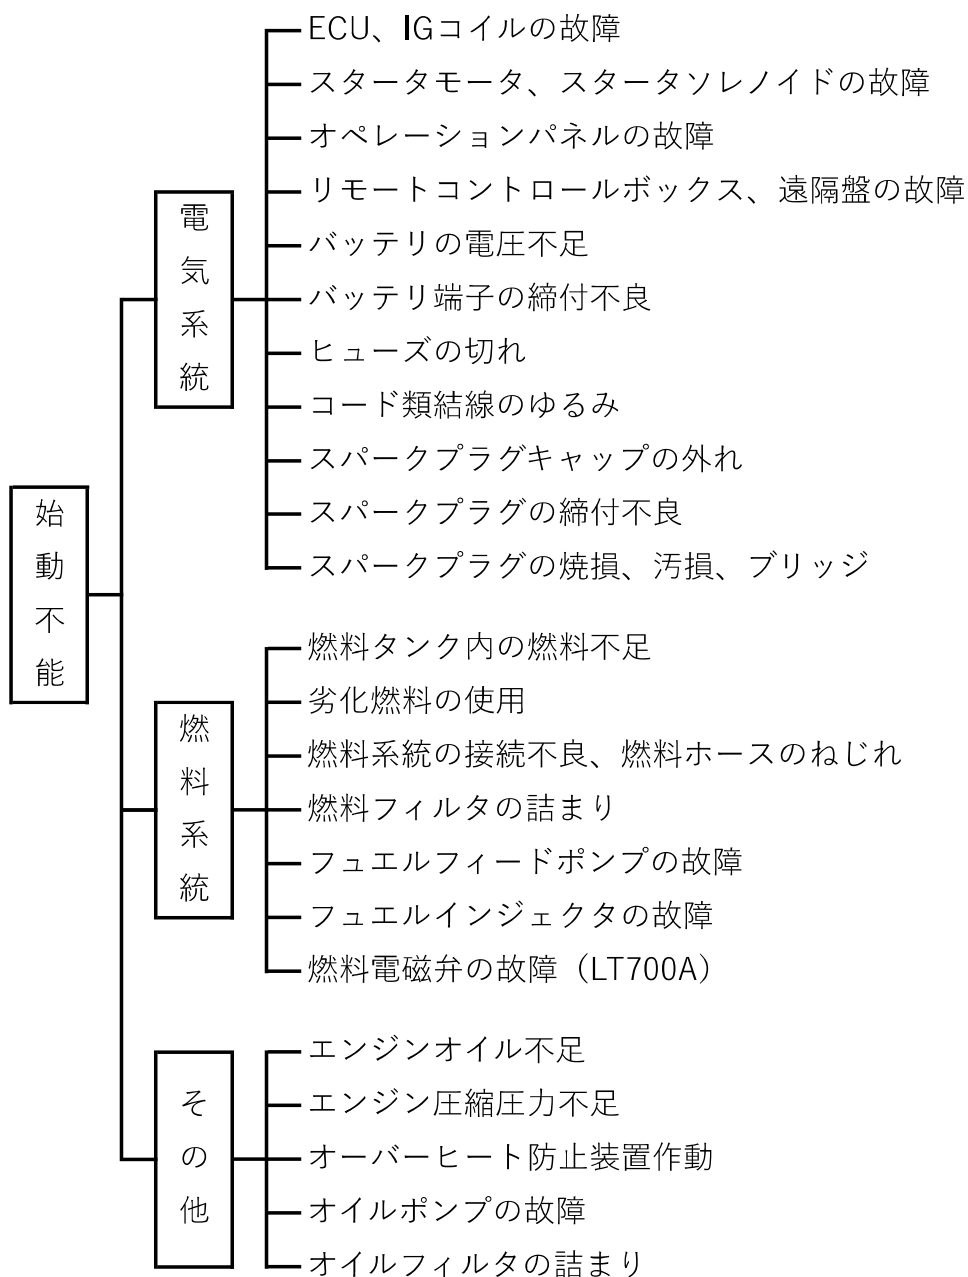 始動不能
電気系統
ECU、IGコイルの故障
スタータモータ、スタータソレノイドの故障
オペレーションパネルの故障
リモートコントロールボックス、遠隔盤の故障
バッテリの電圧不足
バッテリ端子の締付不良
ヒューズの切れ
コード類結線のゆるみ
スパークプラグキャップの外れ
スパークプラグの締付不良
スパークプラグの焼損、汚損、ブリッジ
燃料系統
燃料タンク内の燃料不足
劣化燃料の使用
燃料系統の接続不良、燃料ホースのねじれ
燃料フィルタの詰まり
フュエルフィードポンプの故障
フュエルインジェクタの故障
燃料電磁弁の故障（LT700A）
その他
エンジンオイル不足
エンジン圧縮圧力不足
オーバーヒート防止装置作動
オイルポンプの故障
オイルフィルタの詰まり